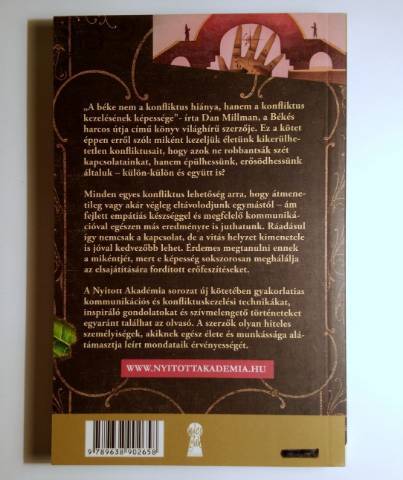 „A béke nem a konfliktus hiánya, hanem a konfliktus
kezelésének képessége"- írta Dan Millman, a Békés
harcos útja című könyv világhírű szerzője. Ez a kötet
éppen erről szól: miként kezeljük életünk kikerülhe-
tetlen konfliktusait, hogy azok ne robbantsák szét
kapcsolatainkat, hanem épülhessünk, erősödhessünk
általuk – külön-külön és együtt is?
Minden egyes konfliktus lehetőség arra, hogy átmene-
tileg vagy akár végleg eltávolodjunk egymástól – ám
fejlett empátiás készséggel és megfelelő kommuniká-
cióval egészen más eredményre is juthatunk. Ráadásul
így nemcsak a kapcsolat, de a vitás helyzet kimenetele
is jóval kedvezőbb lehet. Érdemes megtanulni ennek
a mikéntjét, mert e képesség sokszorosan meghálálja
az elsajátítására fordított erőfeszítéseket.
A Nyitott Akadémia sorozat új kötetében gyakorlatias
kommunikációs és konfliktuskezelési technikákat,
inspiráló gondolatokat és szívmelengető történeteket
egyaránt találhat az olvasó. A szerzők olyan hiteles
személyiségek, akiknek egész élete és munkássága alá-
támasztja leírt mondataik érvényességét.
WWW.NYITOTTAKADEMIA.HU
9 789638 902658